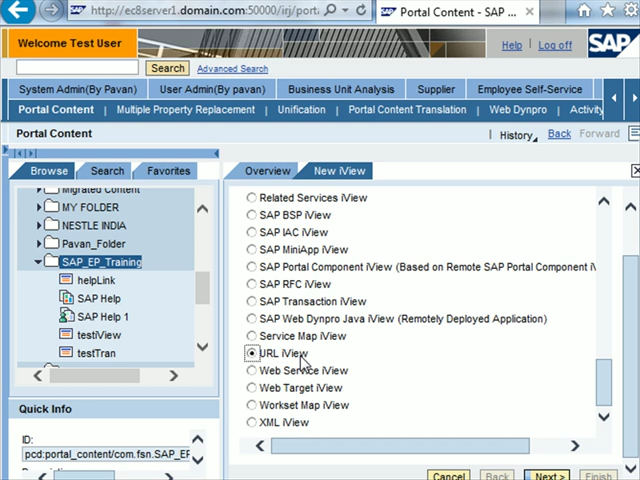 http://ec8server1.domain.com:50000/irj/porta
Portal Content - SAP ...
Welcome Test User
Help
Log off
SAP
Search
Advanced Search
System Admin(By Pavan)
User Admin(By pavan)
Business Unit Analysis
Supplier
Employee Self-Service
Portal Content
Multiple Property Replacement
Unification
Portal Content Translation
Web Dynpro
Activity
Portal Content
History
Back
Forward
Browse
Search
Favorites
Overview
New iView
Migrated Content
MY FOLDER
NESTLE INDIA
Pavan_Folder
SAP_EP_Training
helpLink
SAP Help
SAP Help 1
testiView
testTran
Related Services iView
SAP BSP iView
SAP IAC iView
SAP MiniApp iView
SAP Portal Component iView (Based on Remote SAP Portal Component iV
SAP RFC iView
SAP Transaction iView
SAP Web Dynpro Java iView (Remotely Deployed Application)
Service Map iView
URL iView
Web Service iView
Web Target iView
Workset Map iView
XML iView
Quick Info
ID:
pcd:portal_content/com.fsn.SAP_EP
Cancel
Back
Next >
Finish